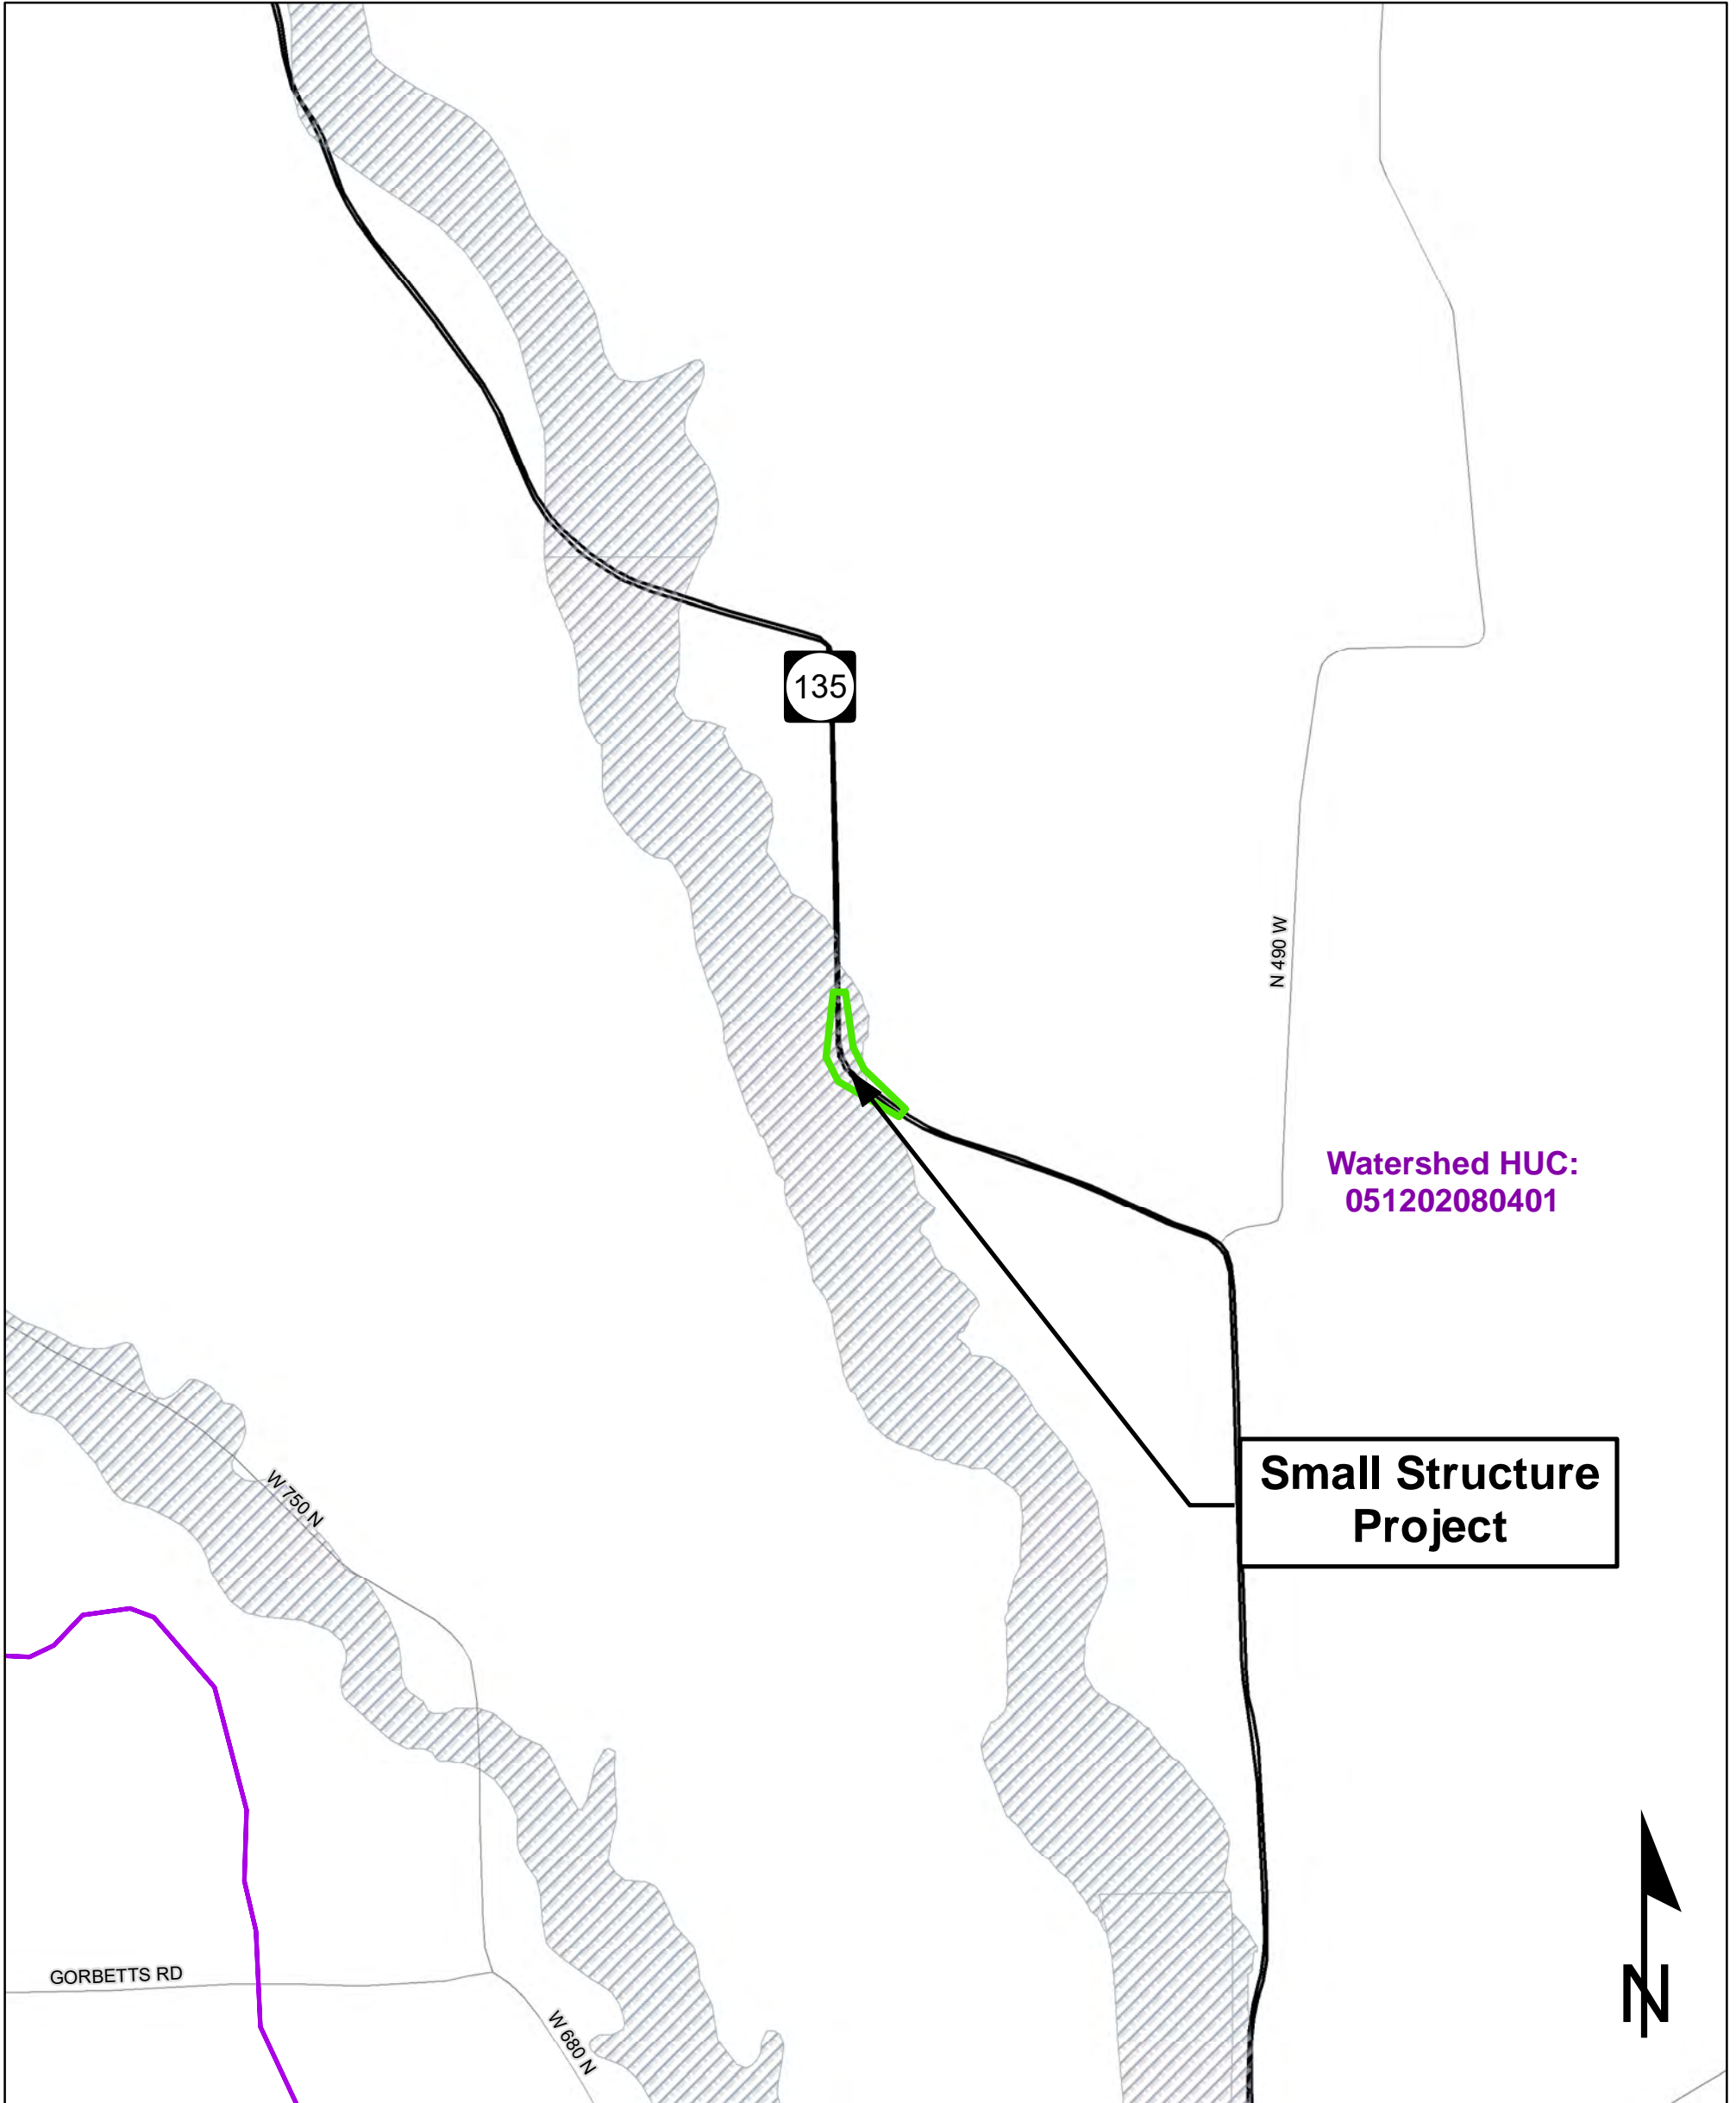 135
N 490 W
Watershed HUC:
051202080401
Small Structure
Project
W 750 N
GORBETTS RD
W 680 N
N